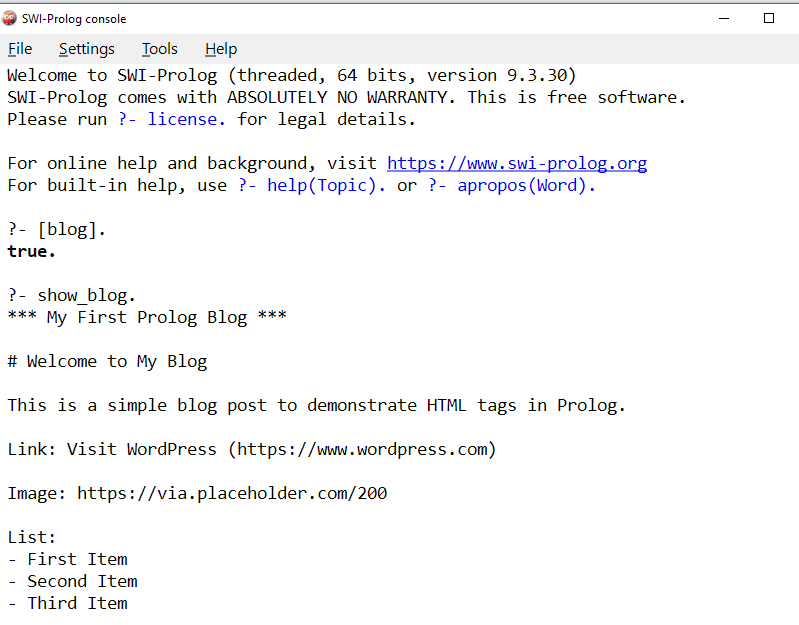 SWI-Prolog console
File Settings Tools Help
Welcome to SWI-Prolog (threaded, 64 bits, version 9.3.30)
SWI-Prolog comes with ABSOLUTELY NO WARRANTY. This is free software.
Please run ?- license. for legal details.
For online help and background, visit https://www.swi-prolog.org
For built-in help, use ?- help(Topic). or ?- apropos(Word).
?- [blog].
true.
?- show_blog.
*** My First Prolog Blog ***
# Welcome to My Blog
This is a simple blog post to demonstrate HTML tags in Prolog.
Link: Visit WordPress (https://www.wordpress.com)
Image: https://via.placeholder.com/200
List:
- First Item
- Second Item
- Third Item